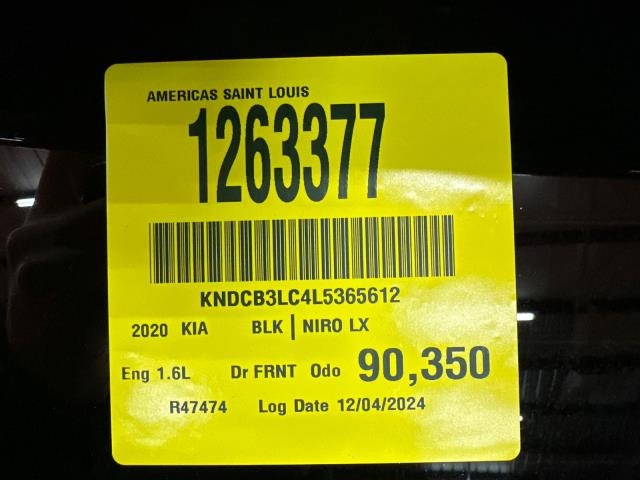 AMERICAS SAINT LOUIS
1263377
KNDCB3LC4L5365612
2020 KIA BLK | NIRO LX
Eng 1.6L Dr FRNT Odo 90,350
R47474 Log Date 12/04/2024